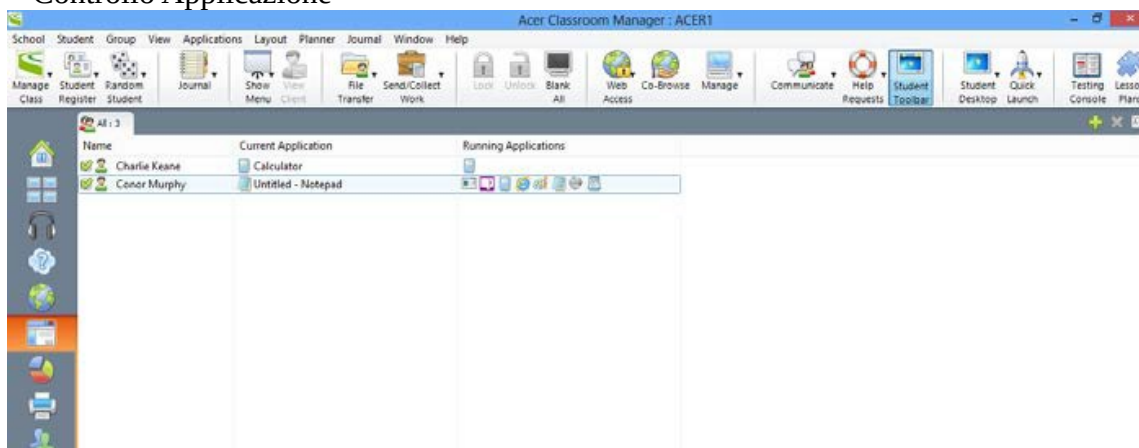 Controllo Applicazione
Acer Classroom Manager : ACER1
School Student Group View Applications Layout Planner Journal Window Help
Manage Class
Student Register
Random Student
Journal
Show Menu
View Client
File Transfer
Send/Collect Work
Lock
Unlock
Blank All
Web Access
Co-Browse
Manage
Communicate
Help Requests
Student Toolbar
Student Desktop
Quick Launch
Testing Console
All : 3
Name Current Application Running Applications
Charlie Keane Calculator
Conor Murphy Untitled - Notepad